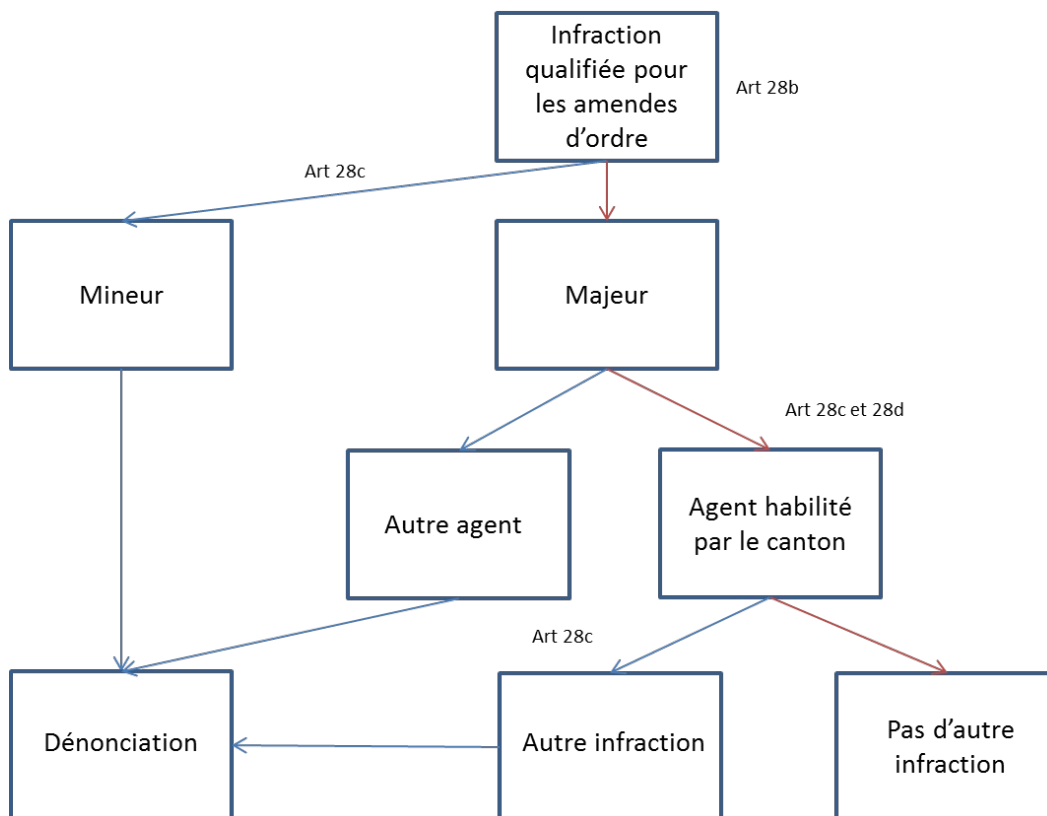 Infraction
qualifiée pour
les amendes
d’ordre
Art 28b
Art 28c
Mineur
Majeur
Art 28c et 28d
Autre agent
Agent habilité
par le canton
Art 28c
Dénonciation
Autre infraction
Pas d’autre
infraction